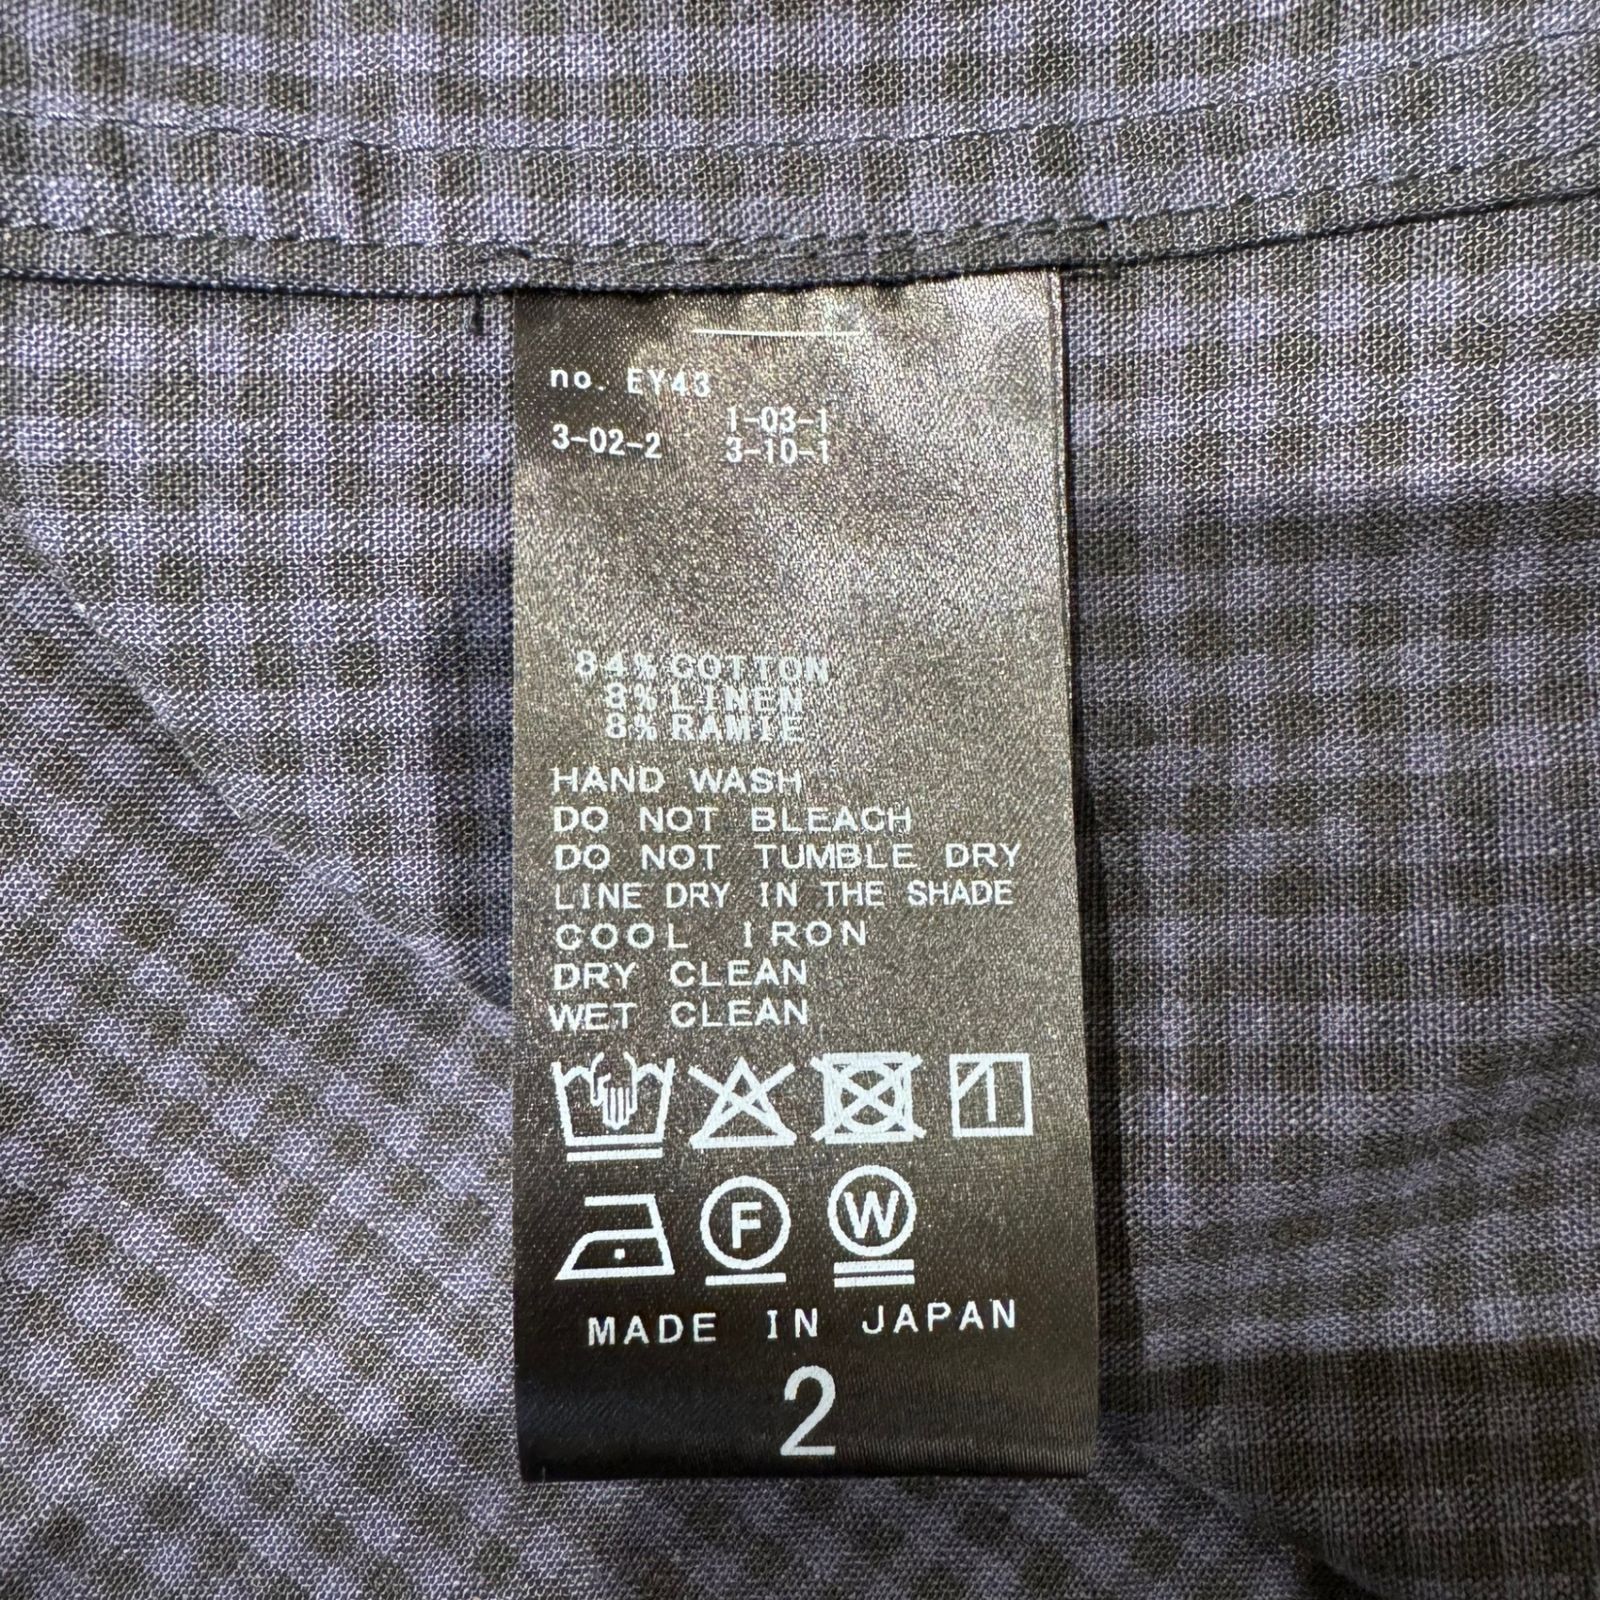 no. EY43
1-03-1
3-02-2 3-10-1
84% COTTON
8% LINEN
8% RAMIE
HAND WASH
DO NOT BLEACH
DO NOT TUMBLE DRY
LINE DRY IN THE SHADE
COOL IRON
DRY CLEAN
WET CLEAN
F W
MADE IN JAPAN
2